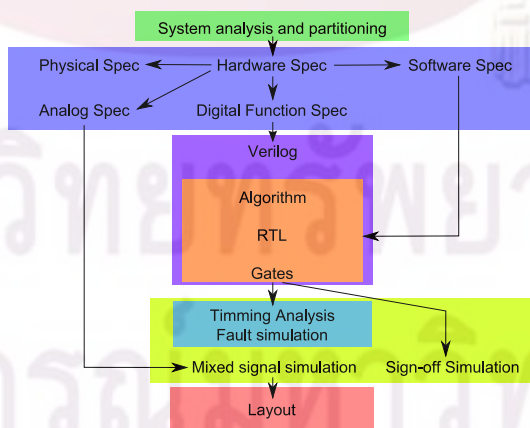 System analysis and partitioning
Physical Spec
Hardware Spec
Software Spec
Analog Spec
Digital Function Spec
Verilog
Algorithm
RTL
Gates
Timming Analysis
Fault simulation
Mixed signal simulation
Sign-off Simulation
Layout